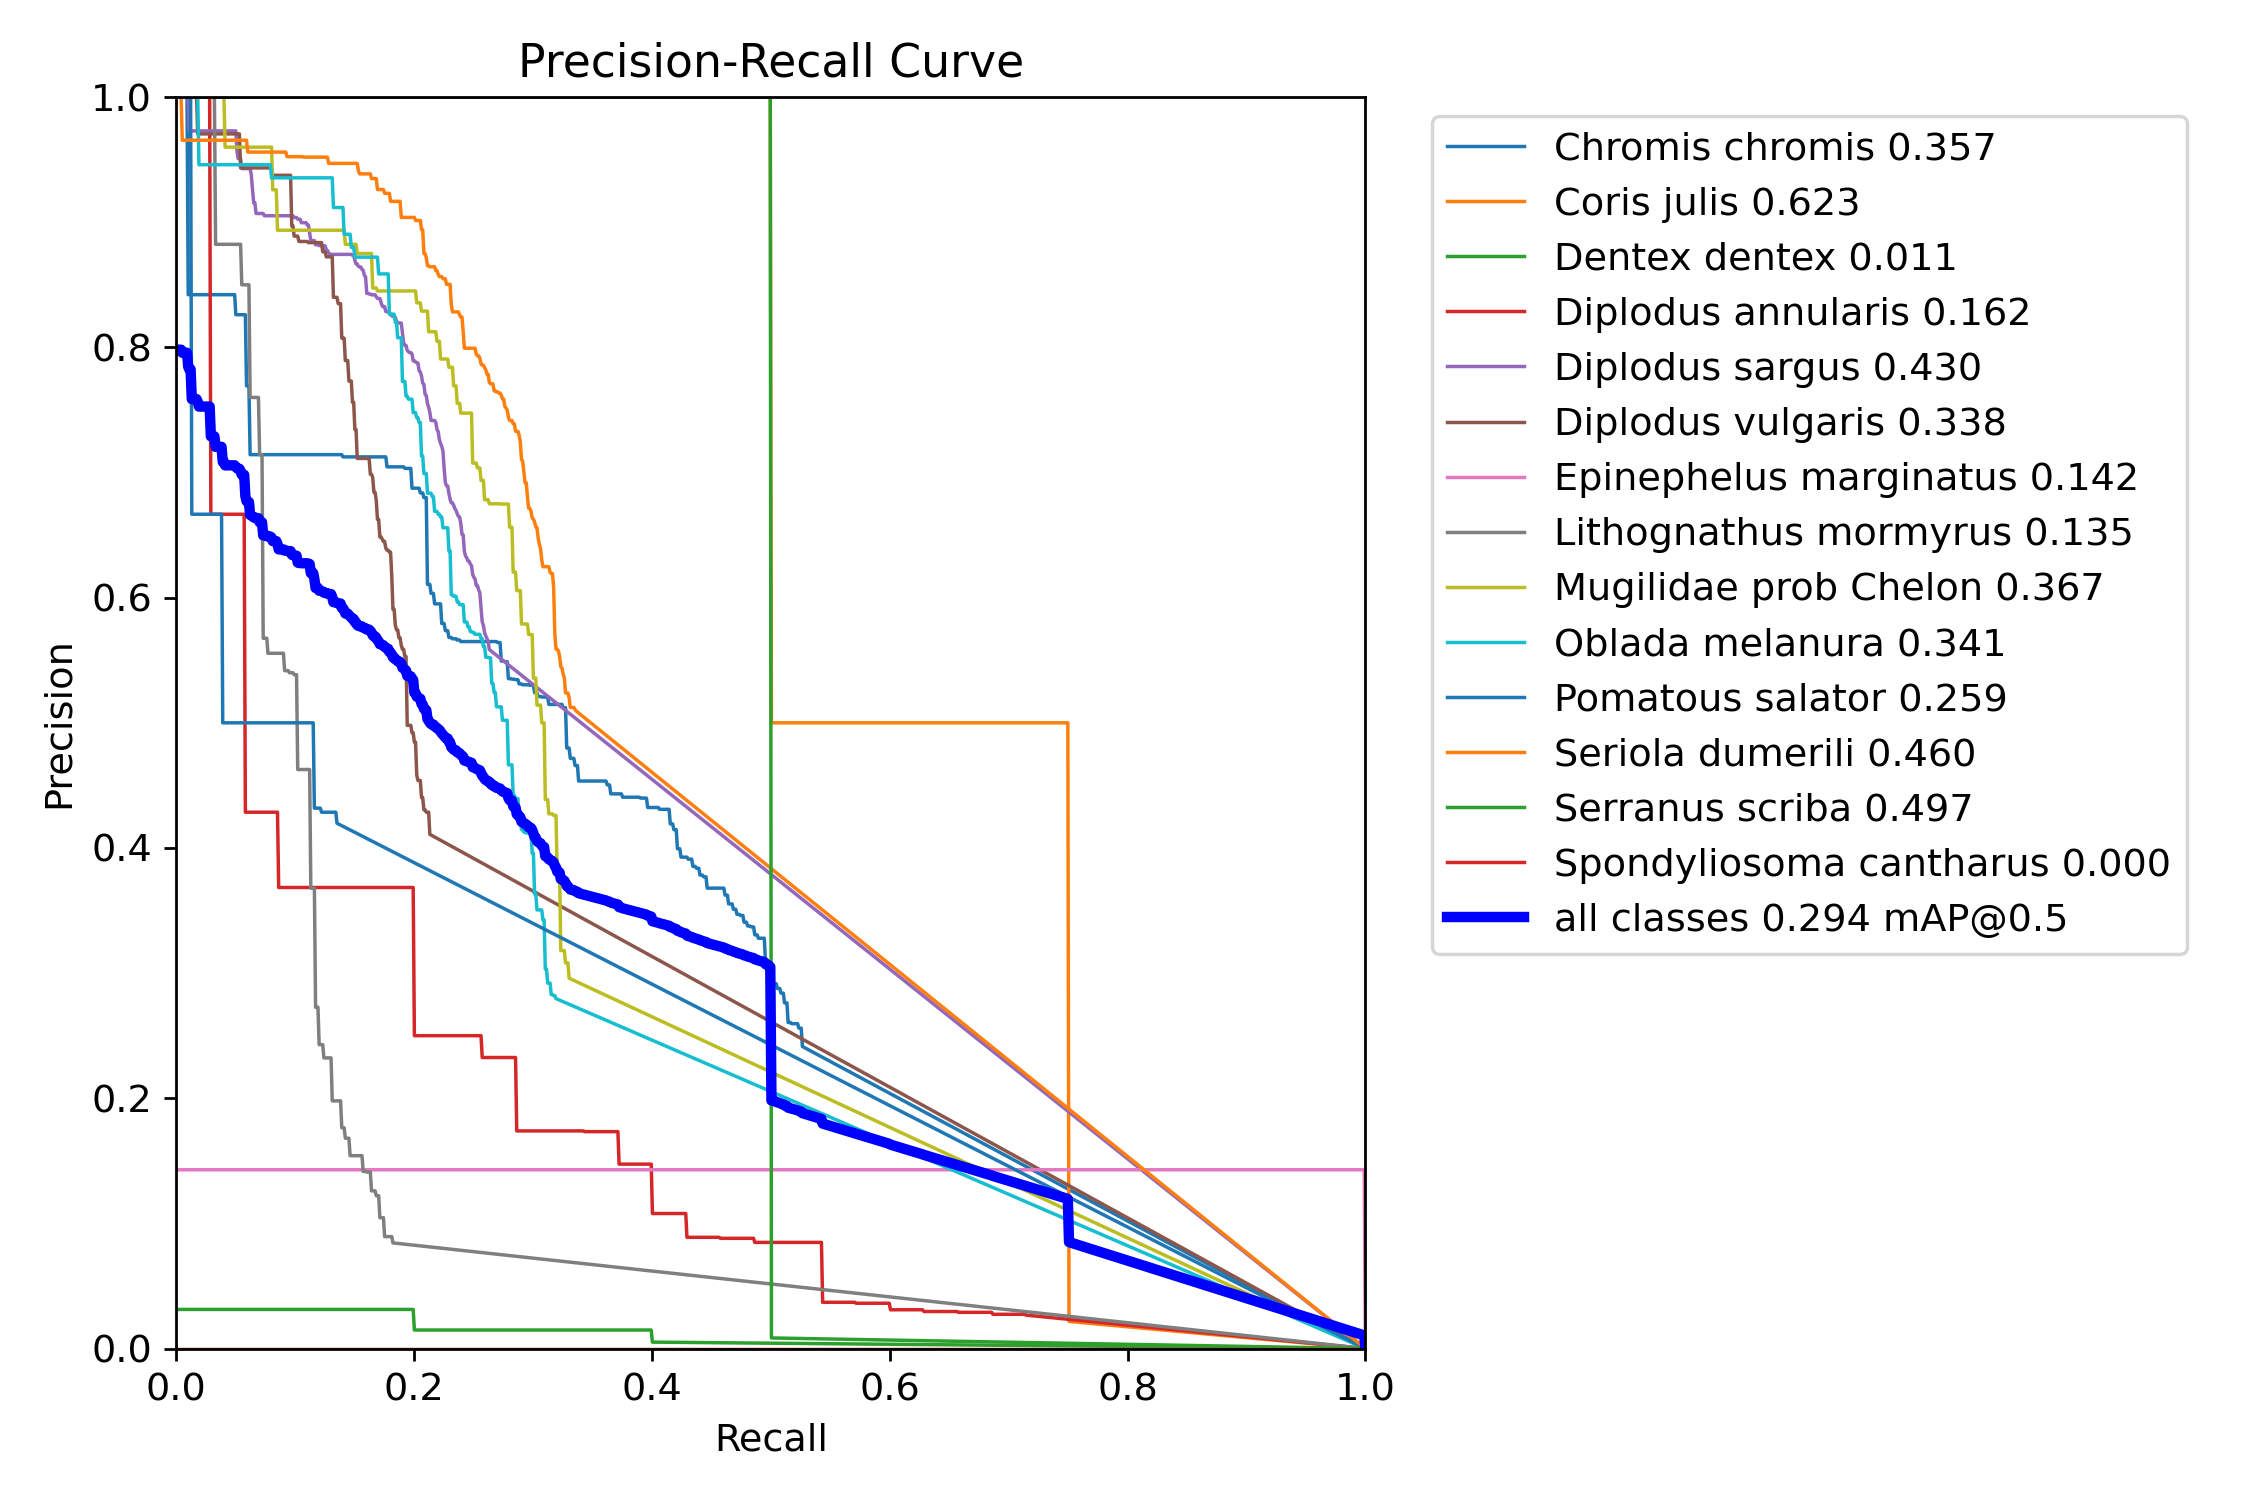 Precision-Recall Curve
1.0
0.8
0.6
0.4
0.2
0.0
Precision
0.0 0.2 0.4 0.6 0.8 1.0
Recall
Chromis chromis 0.357
Coris julis 0.623
Dentex dentex 0.011
Diplodus annularis 0.162
Diplodus sargus 0.430
Diplodus vulgaris 0.338
Epinephelus marginatus 0.142
Lithognathus mormyrus 0.135
Mugilidae prob Chelon 0.367
Oblada melanura 0.341
Pomatous salator 0.259
Seriola dumerili 0.460
Serranus scriba 0.497
Spondyliosoma cantharus 0.000
all classes 0.294 mAP@0.5